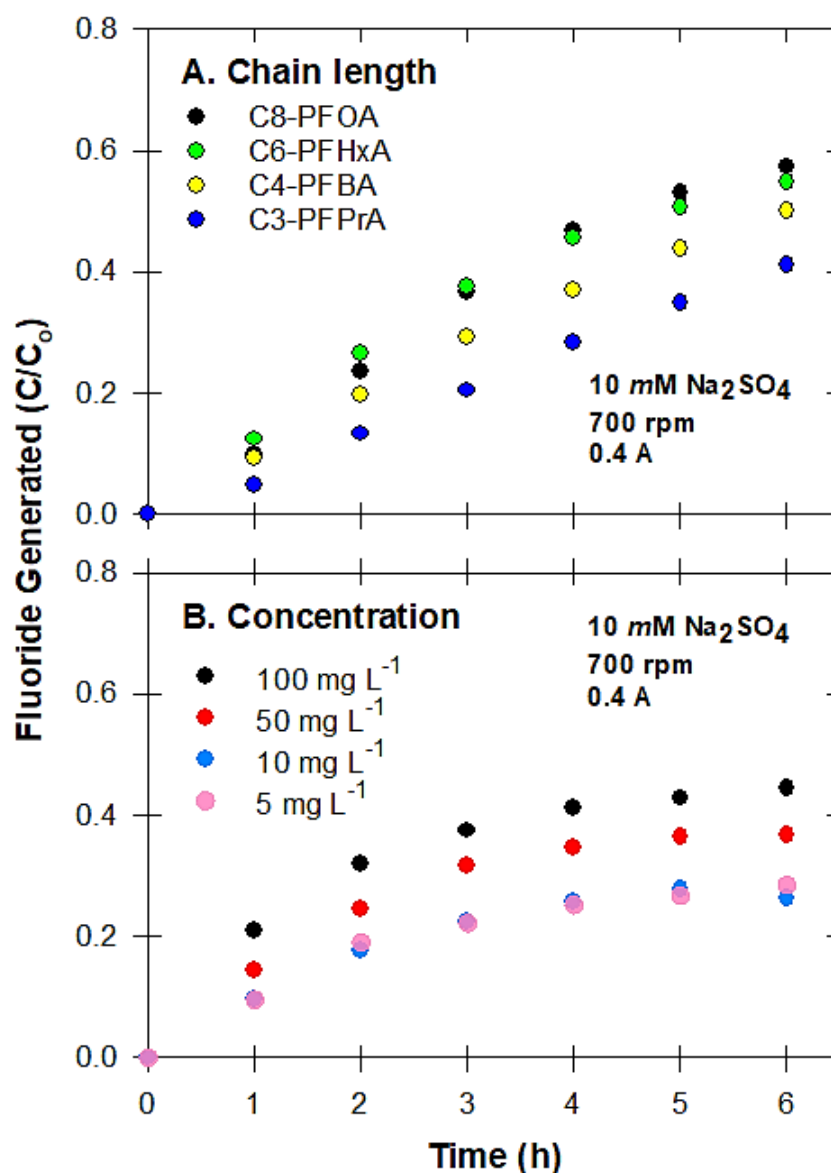 Fluoride Generated (C/C₀)
0.8
0.6
0.4
0.2
0.0
A. Chain length
C8-PFOA
C6-PFHxA
C4-PFBA
C3-PFPrA
10 mM Na₂SO₄
700 rpm
0.4 A
0.8
0.6
0.4
0.2
0.0
B. Concentration
100 mg L⁻¹
50 mg L⁻¹
10 mg L⁻¹
5 mg L⁻¹
10 mM Na₂SO₄
700 rpm
0.4 A
0 1 2 3 4 5 6
Time (h)